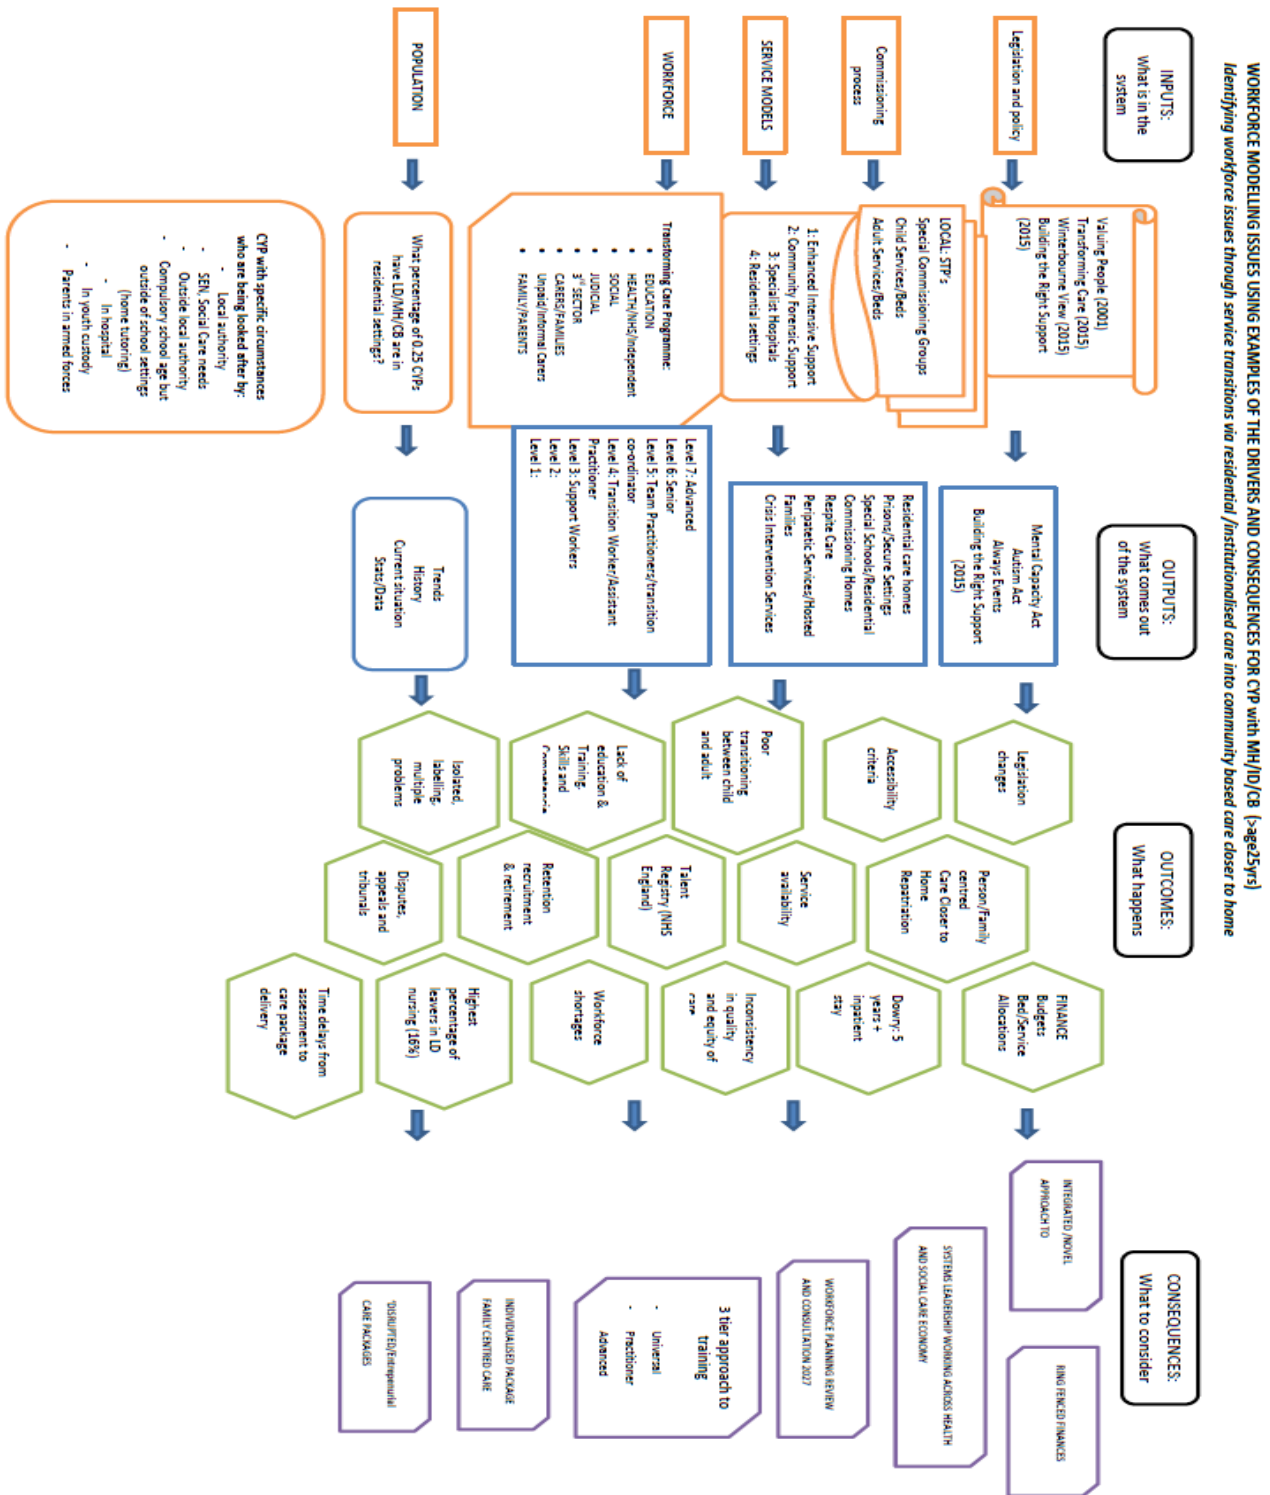 WORKFORCE MODELLING ISSUES USING EXAMPLES OF THE DRIVERS AND CONSEQUENCES FOR CYP with MH/ID/CB (>age25yrs)
Identifying workforce issues through service transitions via residential /institutionalised care into community based care closer to home
INPUTS:
What is in the
system
OUTPUTS:
What comes out
of the system
OUTCOMES:
What happens
CONSEQUENCES:
What to consider
Legislation and policy
Commissioning
process
SERVICE MODELS
WORKFORCE
POPULATION
Valuing People (2001)
Transforming Care (2015)
Winterbourne View (2015)
Building the Right Support
(2015)
LOCAL: STP's
Special Commissioning Groups
Child Services/Beds
Adult Services/Beds
1: Enhanced Intensive Support
2: Community Forensic Support
3: Specialist Hospitals
4: Residential settings
Transforming Care Programme:
• EDUCATION
• HEALTH/NHS/Independent
• SOCIAL
• JUDICIAL
• 3rd SECTOR
• CARERS/FAMILIES
• Unpaid/Informal Carers
• FAMILY/PARENTS
What percentage of 0.25 CYPs
have LD/MH/CB are in
residential settings?
CYP with specific circumstances
who are being looked after by:
- Local authority
- SEN, Social Care needs
- Outside local authority
- Compulsory school age but
outside of school settings
(home tutoring)
- In hospital
- In youth custody
- Parents in armed forces
Mental Capacity Act
Autism Act
Always Events
Building the Right Support
(2015)
Residential care homes
Prisons/Secure Settings
Special Schools/Residential
Commissioning Homes
Respite Care
Peripatetic Services/Hosted
Families
Crisis Intervention Services
Level 7: Advanced
Level 6: Senior
Level 5: Team Practitioners/transition
co-ordinator
Level 4: Transition Worker/Assistant
Practitioner
Level 3: Support Workers
Level 2:
Level 1:
Trends
History
Current situation
Stats/Data
Legislation
changes
Accessibility
criteria
Poor
transitioning
between child
and adult
Lack of
education &
Training,
Skills and
Isolated,
labelling,
multiple
problems
Person/Family
centred
Care Closer to
Home
Repatriation
Service
availability
Talent
Registry (NHS
England)
Retention
recruitment
& retirement
Disputes,
appeals and
tribunals
FINANCE
Budgets
Bed/Service
Allocations
Dowry: 5
years +
inpatient
stay
Inconsistency
in quality
and equity of
care
Workforce
shortages
Highest
percentage of
leavers in LD
nursing (16%)
Time delays from
assessment to
care package
delivery
INTEGRATED /NOVEL
APPROACH TO
RING FENCED FINANCES
SYSTEMS LEADERSHIP WORKING ACROSS HEALTH
AND SOCIAL CARE ECONOMY
WORKFORCE PLANNING REVIEW
AND CONSULTATION 2027
3 tier approach to
training
- Universal
- Practitioner
- Advanced
INDIVIDUALISED PACKAGE
FAMILY CENTRED CARE
'DISRUPTED/Entrepenurial
CARE PACKAGES